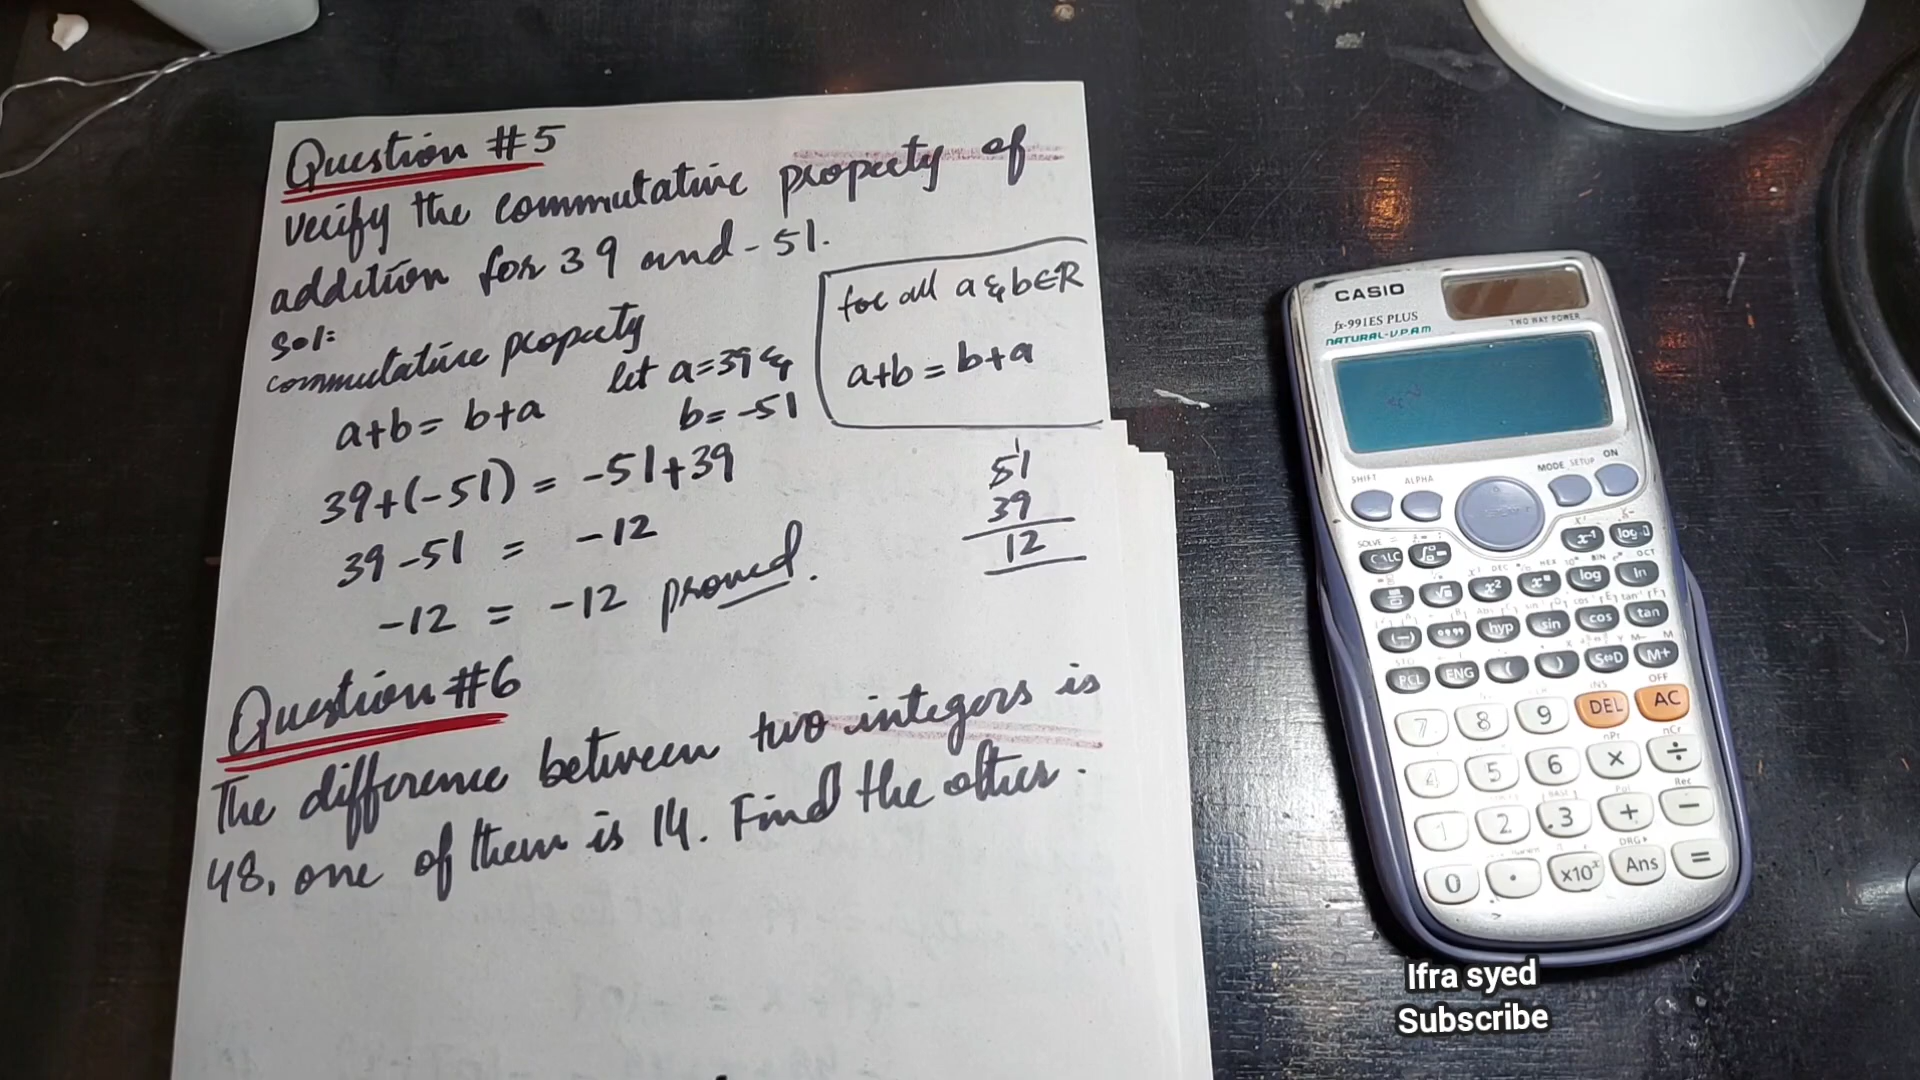 Question #5
verify the commutative property of
addition for 39 and -51.
Sol:
commutative property
let a=39 &
b= -51
a+b= b+a
for all a & b∈R
a+b = b+a
39+(-51) = -51+39
39-51 = -12
-12 = -12 proved.
51
39
12
Question #6
The difference between two integers is
48, one of them is 14. Find the other.
CASIO
fx-991ES PLUS
NATURAL-V.P.A.M.
TWO WAY POWER
SHIFT ALPHA MODE SETUP ON
SOLVE =
CALC x-1 log
x² log ln
(-) hyp sin cos tan
RCL ENG ( ) S⇔D M+
7 8 9 DEL AC
4 5 6 × ÷
1 2 3 + −
0 . ×10x Ans =
Ifra syed
Subscribe